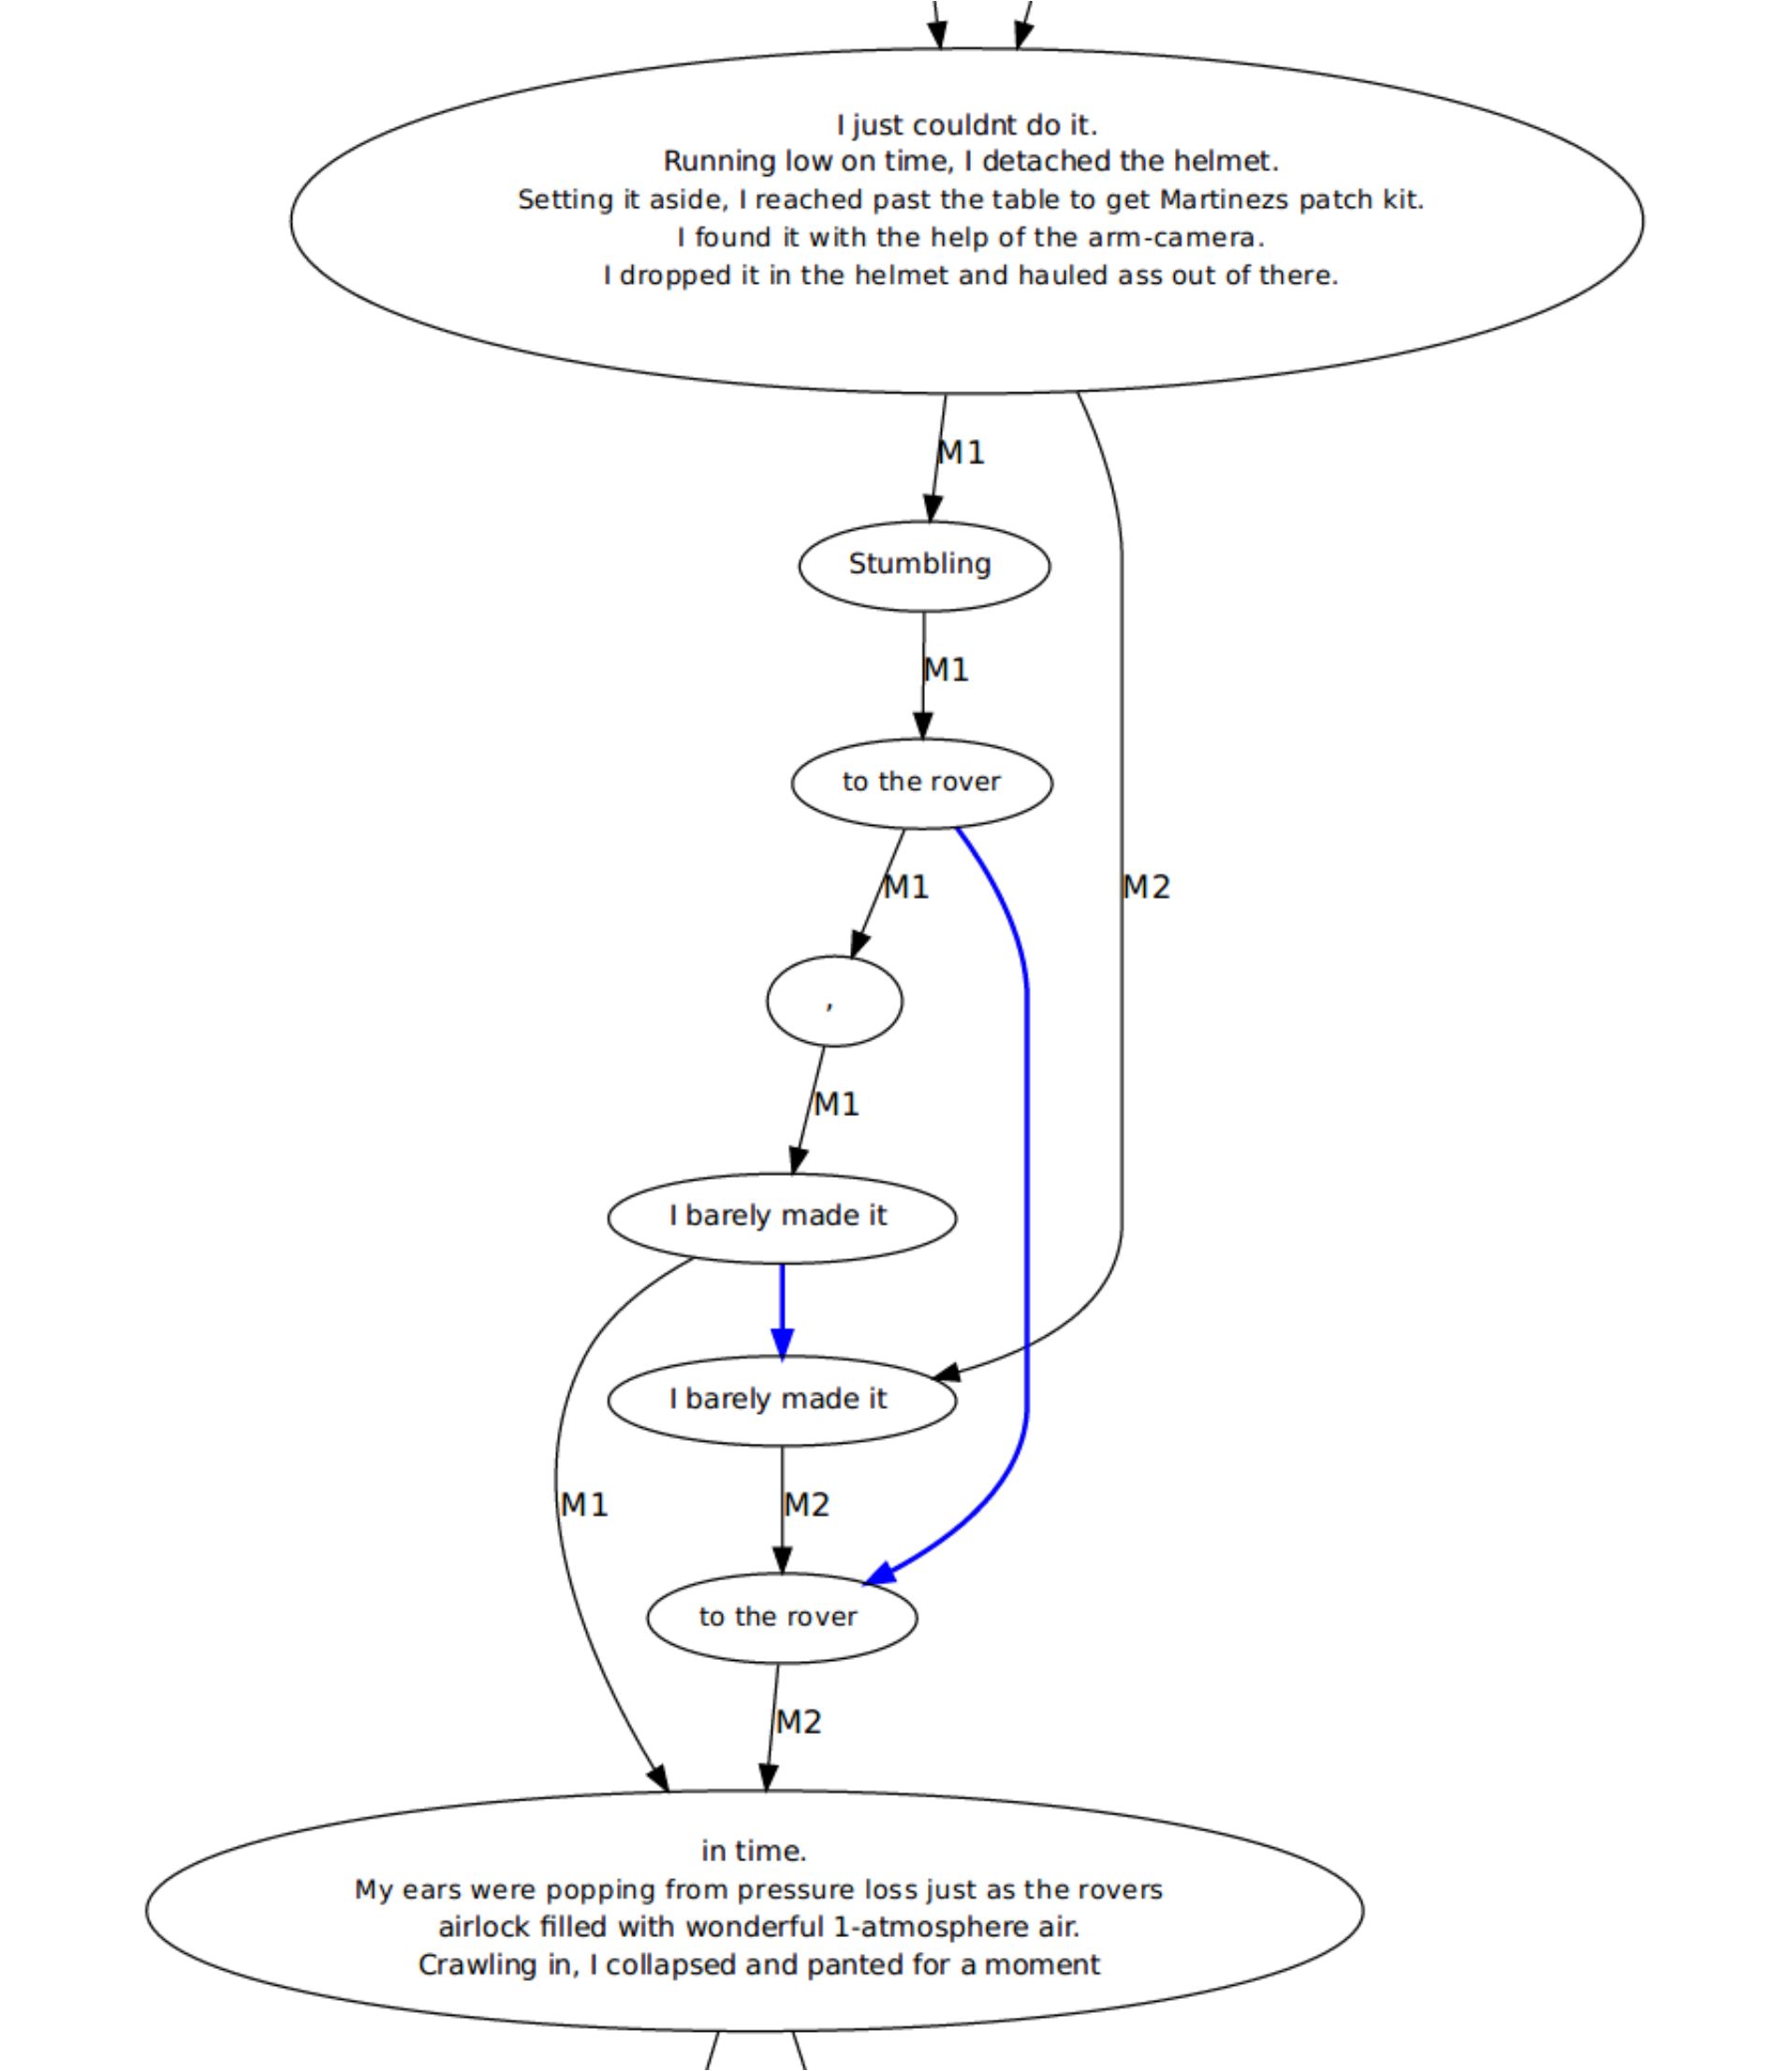 I just couldnt do it.
Running low on time, I detached the helmet.
Setting it aside, I reached past the table to get Martinezs patch kit.
I found it with the help of the arm-camera.
I dropped it in the helmet and hauled ass out of there.
M1
Stumbling
M1
to the rover
M1
M2
,
M1
I barely made it
I barely made it
M1
M2
to the rover
M2
in time.
My ears were popping from pressure loss just as the rovers
airlock filled with wonderful 1-atmosphere air.
Crawling in, I collapsed and panted for a moment